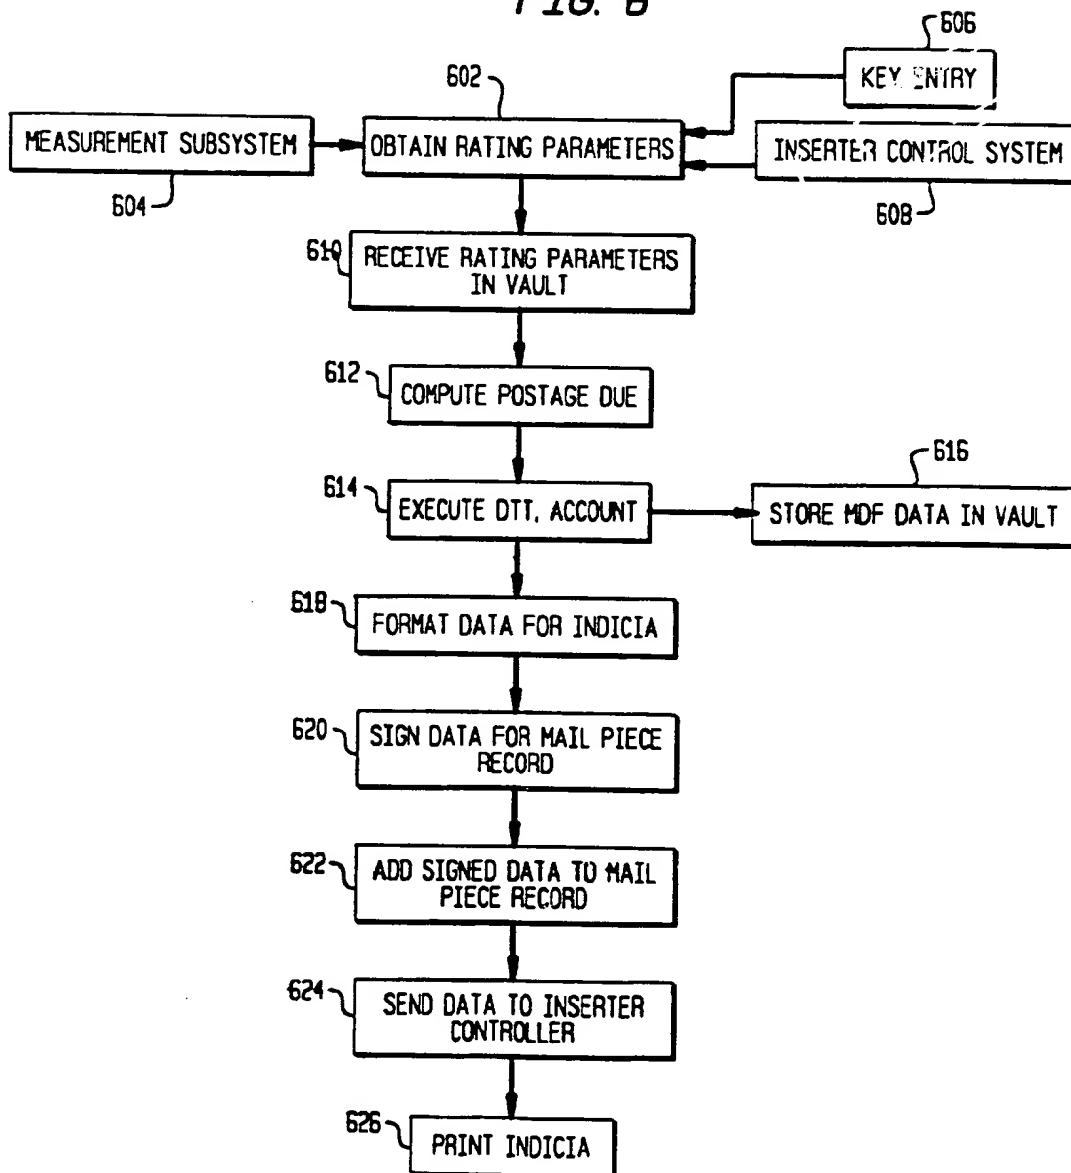 FIG. 6
606
KEY ENTRY
602
MEASUREMENT SUBSYSTEM
OBTAIN RATING PARAMETERS
INSERTER CONTROL SYSTEM
604
608
610
RECEIVE RATING PARAMETERS
IN VAULT
612
COMPUTE POSTAGE DUE
616
614
EXECUTE DTT, ACCOUNT
STORE MDF DATA IN VAULT
618
FORMAT DATA FOR INDICIA
620
SIGN DATA FOR MAIL PIECE
RECORD
622
ADD SIGNED DATA TO MAIL
PIECE RECORD
624
SEND DATA TO INSERTER
CONTROLLER
626
PRINT INDICIA